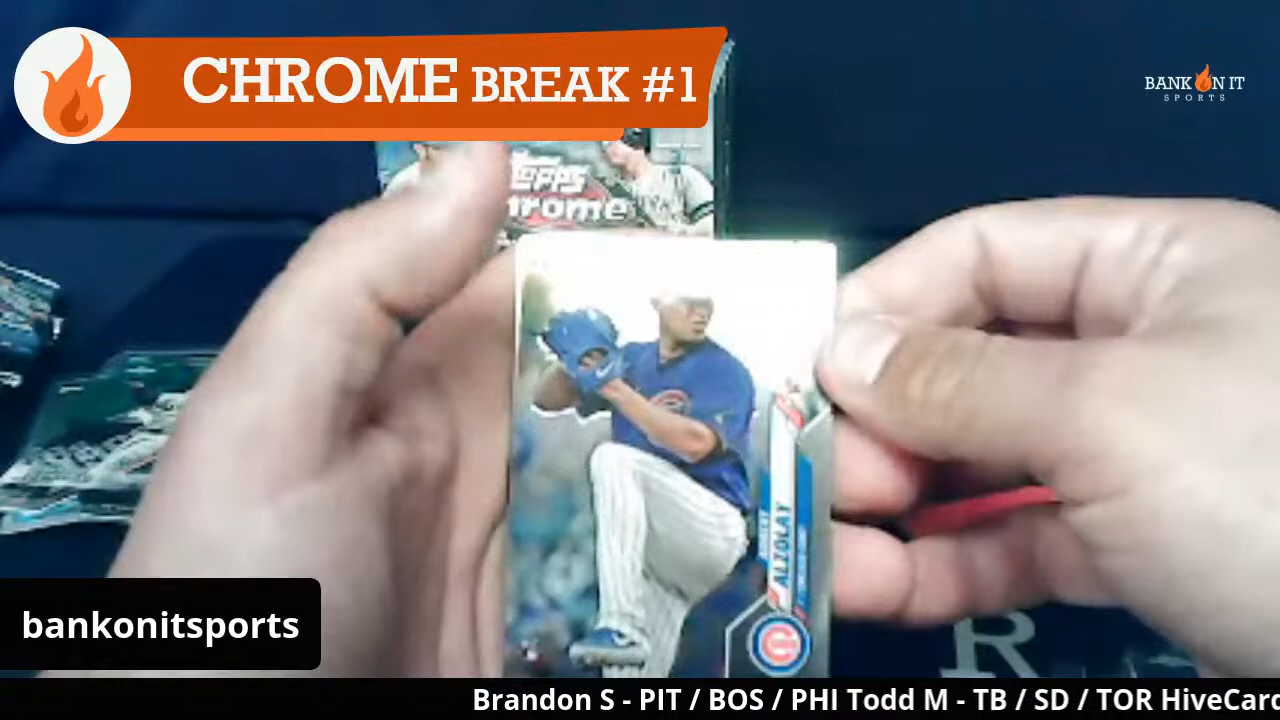 CHROME BREAK #1
BANK ON IT
SPORTS
Topps
Chrome
ALZOLAY
bankonitsports
Brandon S - PIT / BOS / PHI Todd M - TB / SD / TOR HiveCard